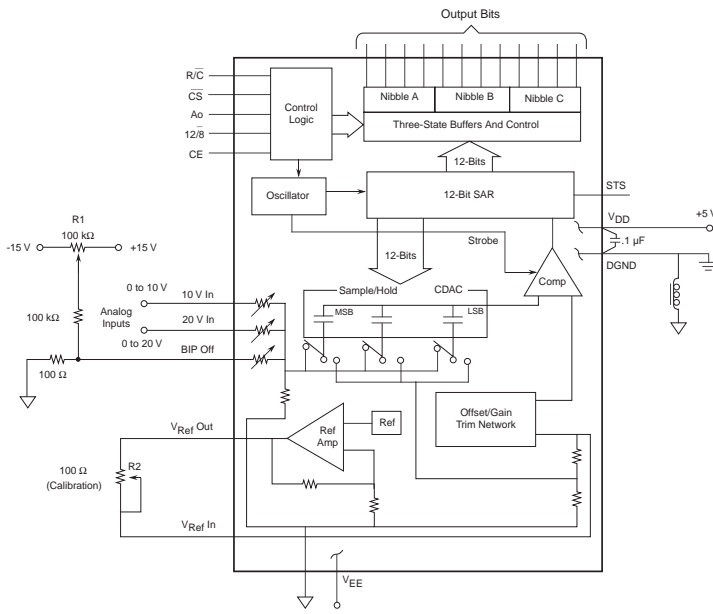 Output Bits
R/C̅
C̅S̅
Nibble A
Nibble B
Nibble C
Control
Logic
Ao
Three-State Buffers And Control
12/8̅
CE
12-Bits
Oscillator
12-Bit SAR
STS
R1
100 kΩ
VDD
+5 V
-15 V
+15 V
Strobe
.1 µF
12-Bits
DGND
Comp
0 to 10 V
10 V In
Sample/Hold
CDAC
Analog
Inputs
20 V In
MSB
LSB
100 kΩ
0 to 20 V
BIP Off
100 Ω
VRef Out
Ref
Amp
Ref
Offset/Gain
Trim Network
100 Ω
(Calibration)
R2
VRef In
VEE